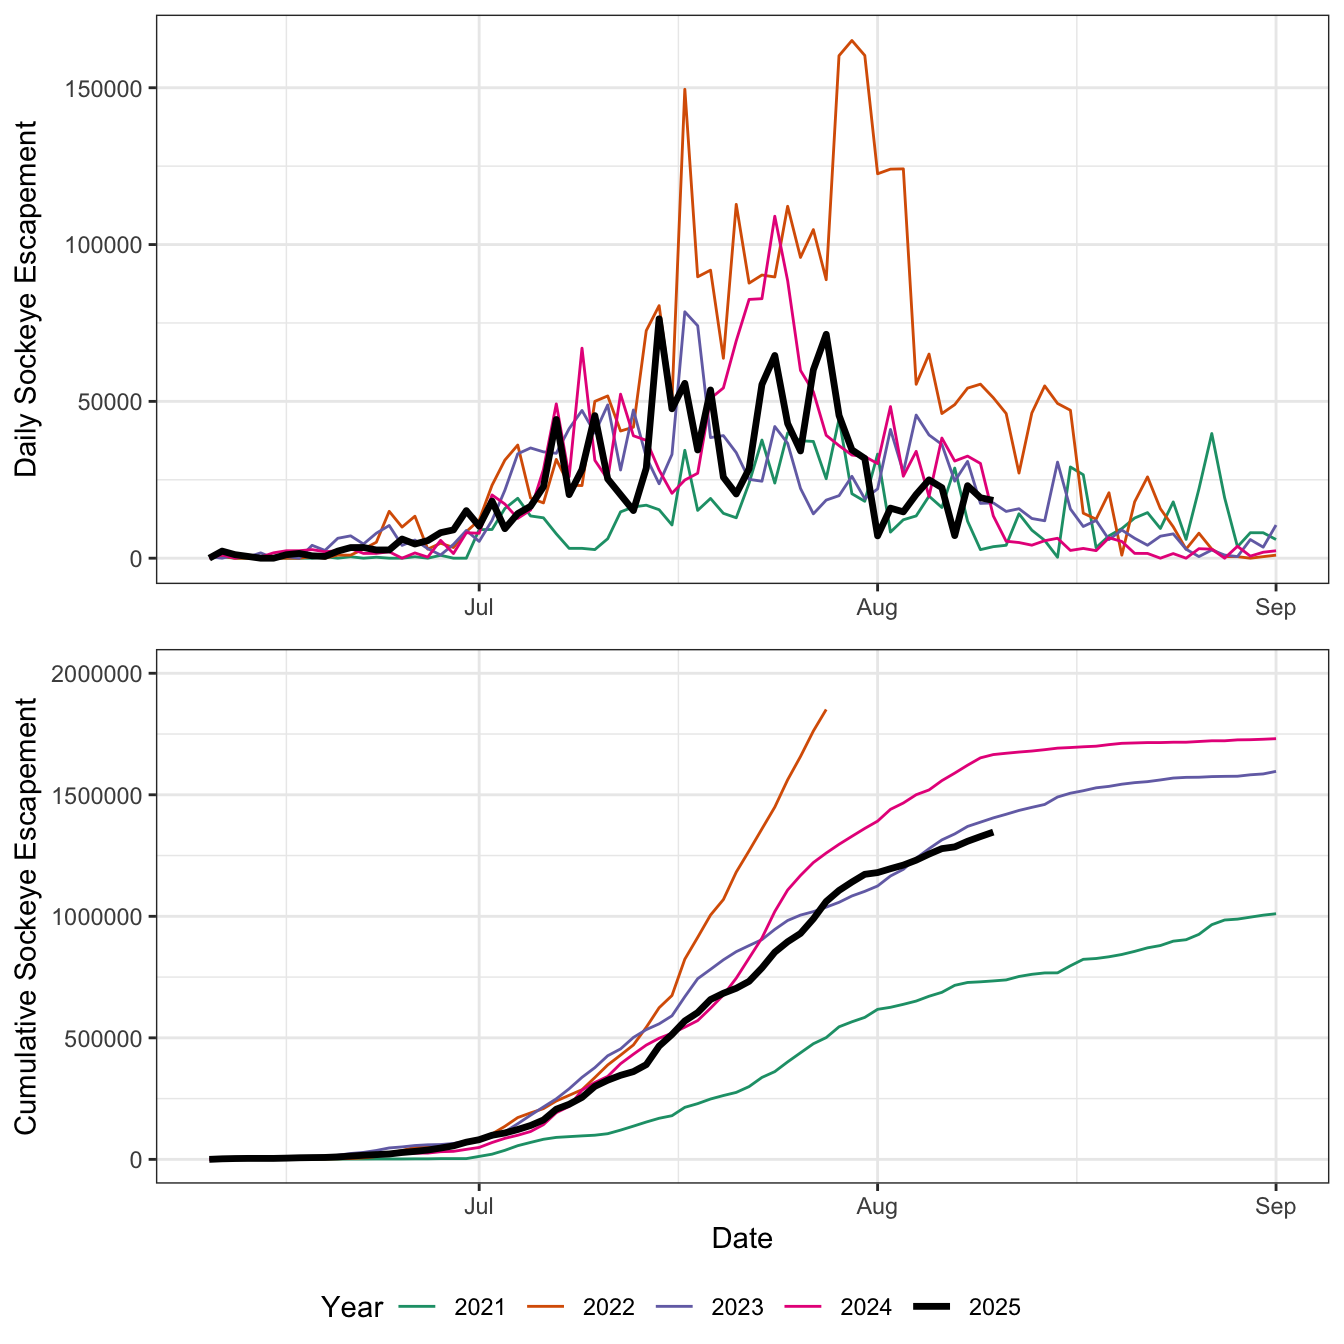 Daily Sockeye Escapement
150000
100000
50000
0
Jul Aug Sep
Cumulative Sockeye Escapement
2000000
1500000
1000000
500000
0
Jul Aug Sep
Date
Year 2021 2022 2023 2024 2025